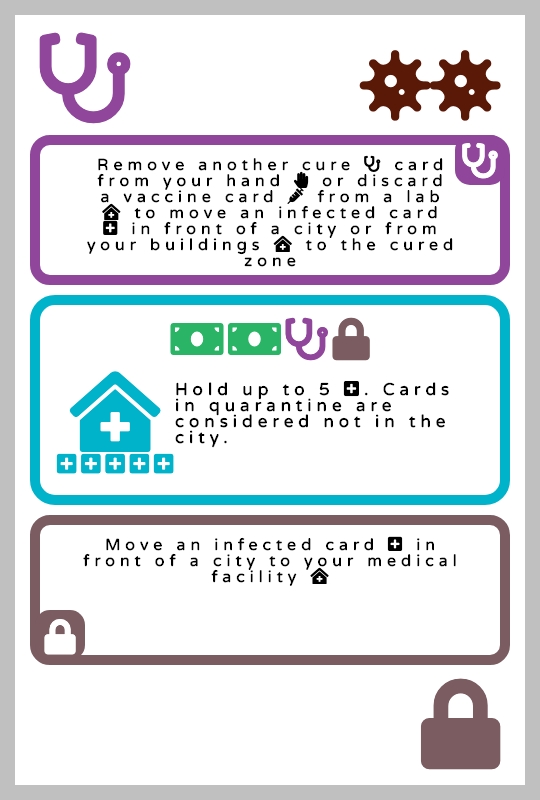 Remove another cure card
from your hand or discard
a vaccine card from a lab
to move an infected card
in front of a city or from
your buildings to the cured
zone
Hold up to 5 . Cards
in quarantine are
considered not in the
city.
Move an infected card in
front of a city to your medical
facility